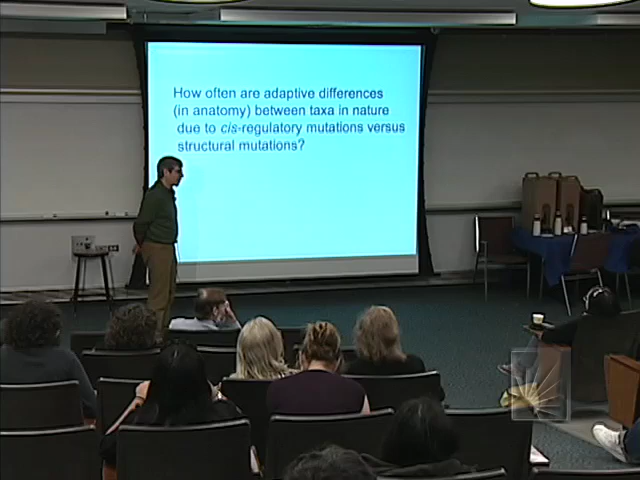 How often are adaptive differences
(in anatomy) between taxa in nature
due to cis-regulatory mutations versus
structural mutations?